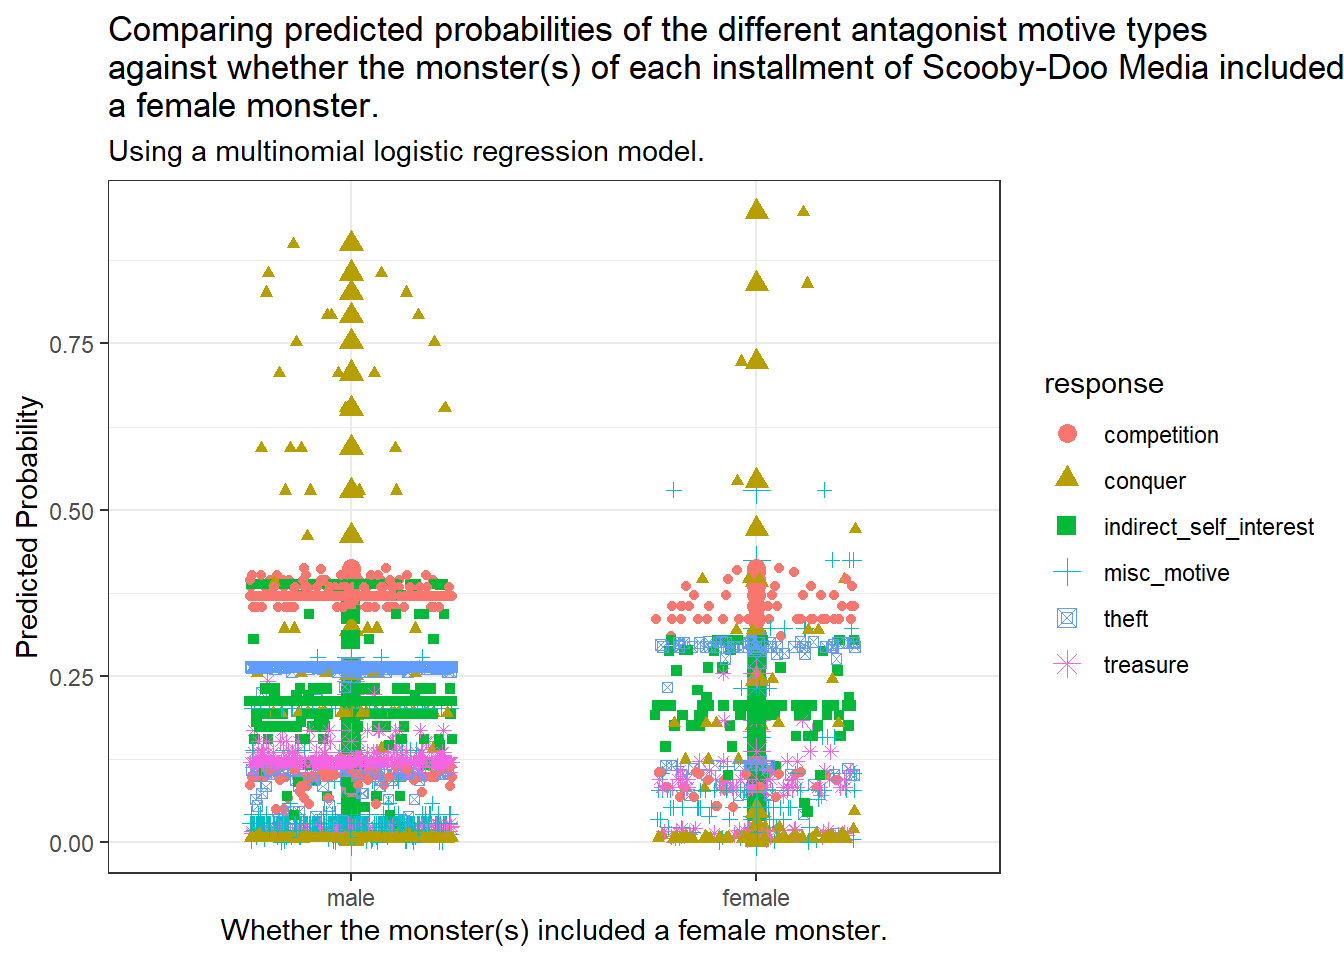 Comparing predicted probabilities of the different antagonist motive types
against whether the monster(s) of each installment of Scooby-Doo Media included
a female monster.
Using a multinomial logistic regression model.
Predicted Probability
0.75
0.50
0.25
0.00
male
female
Whether the monster(s) included a female monster.
response
competition
conquer
indirect_self_interest
misc_motive
theft
treasure